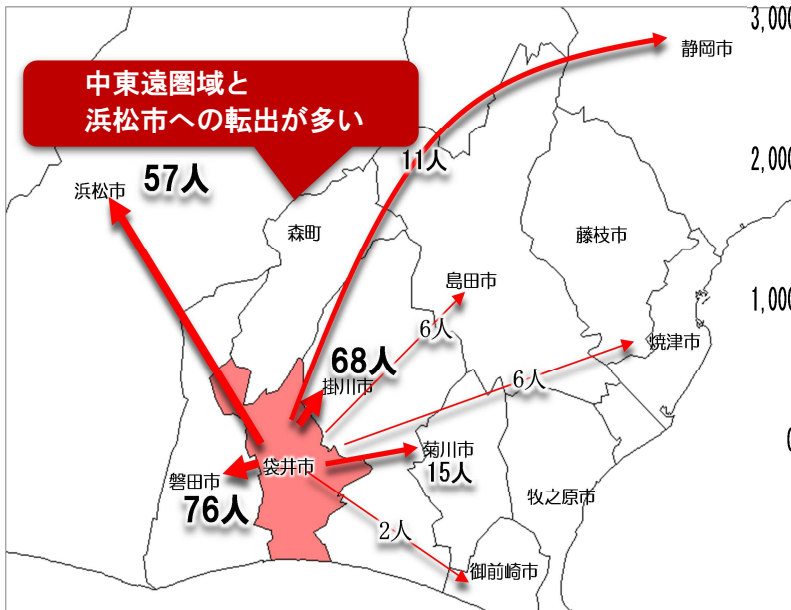 3,000
静岡市
中東遠圏域と
浜松市への転出が多い
11人
2,000
浜松市
57人
森町
藤枝市
島田市
1,000
6人
焼津市
68人
掛川市
6人
菊川市
15人
袋井市
磐田市
76人
牧之原市
2人
御前崎市